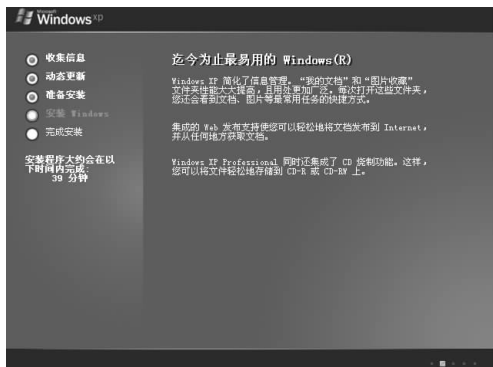 Microsoft
Windows xp
收集信息
动态更新
准备安装
安装 Windows
完成安装
安装程序大约会在以
下时间内完成:
39 分钟
迄今为止最易用的 Windows(R)
Windows XP 简化了信息管理。“我的文档”和“图片收藏”
文件夹性能大大提高，且用处更加广泛。每次打开这些文件夹，
您还会看到文档、图片等最常用任务的快捷方式。
集成的 Web 发布支持使您可以轻松地将文档发布到 Internet，
并从任何地方获取文档。
Windows XP Professional 同时还集成了 CD 烧制功能。这样，
您可以将文件轻松地存储到 CD-R 或 CD-RW 上。